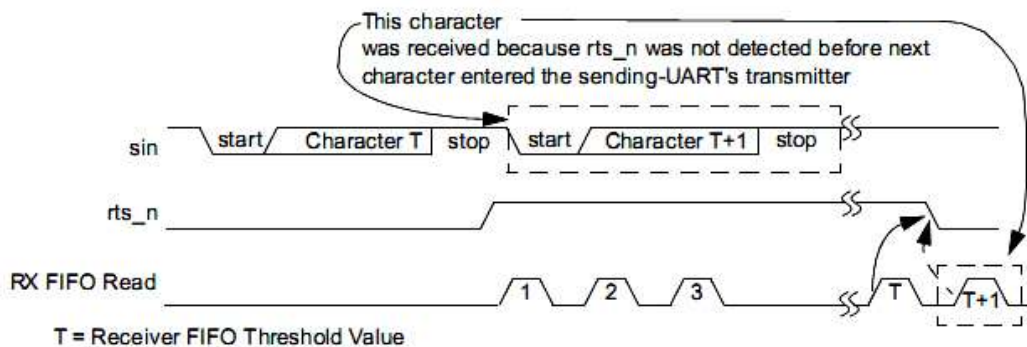 This character
was received because rts_n was not detected before next
character entered the sending-UART's transmitter
sin
start
Character T
stop
start
Character T+1
stop
rts_n
RX FIFO Read
1
2
3
T
T+1
T = Receiver FIFO Threshold Value